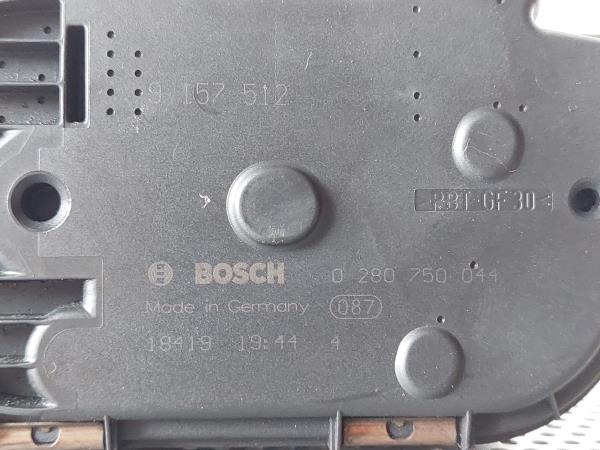 9 157 512
>PBT-GF30<
BOSCH 0 280 750 044
Made in Germany 087
18419 19:44 4